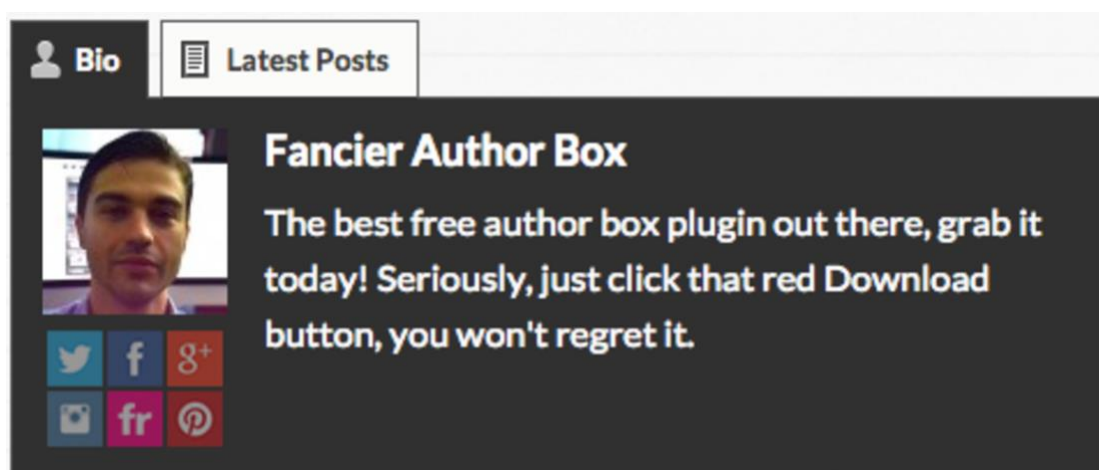 Bio
Latest Posts
Fancier Author Box
The best free author box plugin out there, grab it
today! Seriously, just click that red Download
button, you won't regret it.
f g+
fr